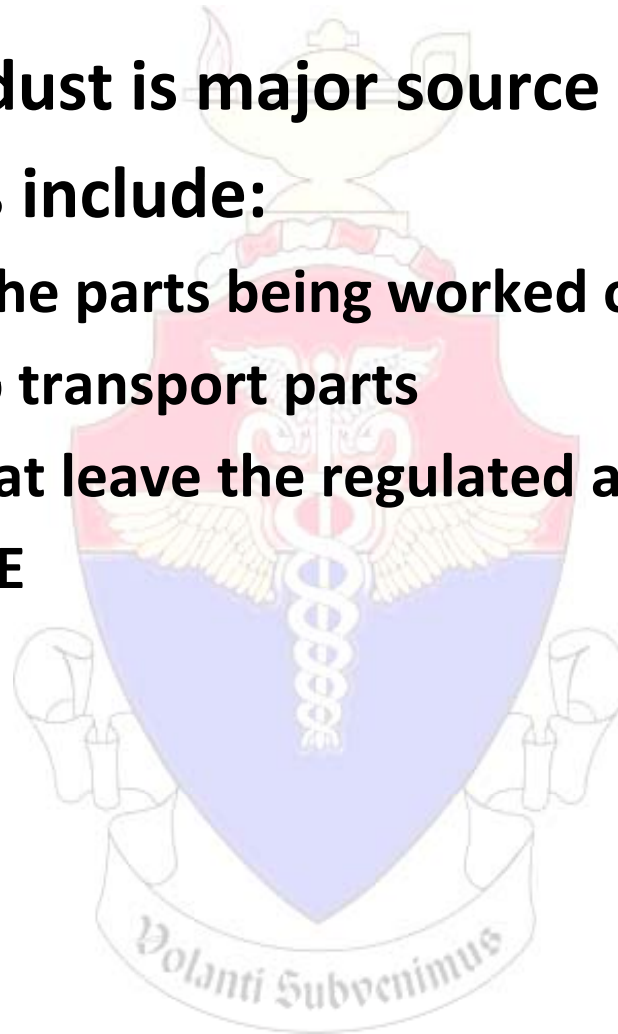 dust is major source
include:
he parts being worked
transport parts
at leave the regulated a
E
Volanti Subvenimus